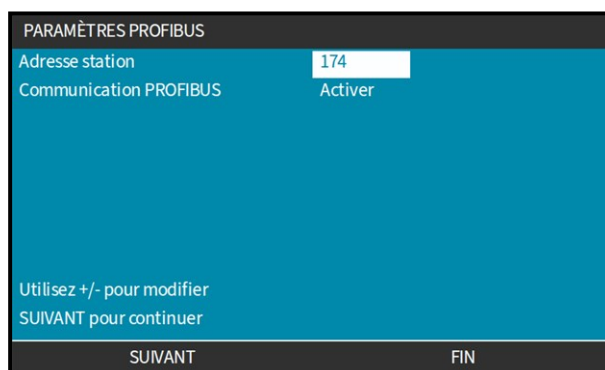 PARAMÈTRES PROFIBUS
Adresse station 174
Communication PROFIBUS Activer
Utilisez +/- pour modifier
SUIVANT pour continuer
SUIVANT FIN